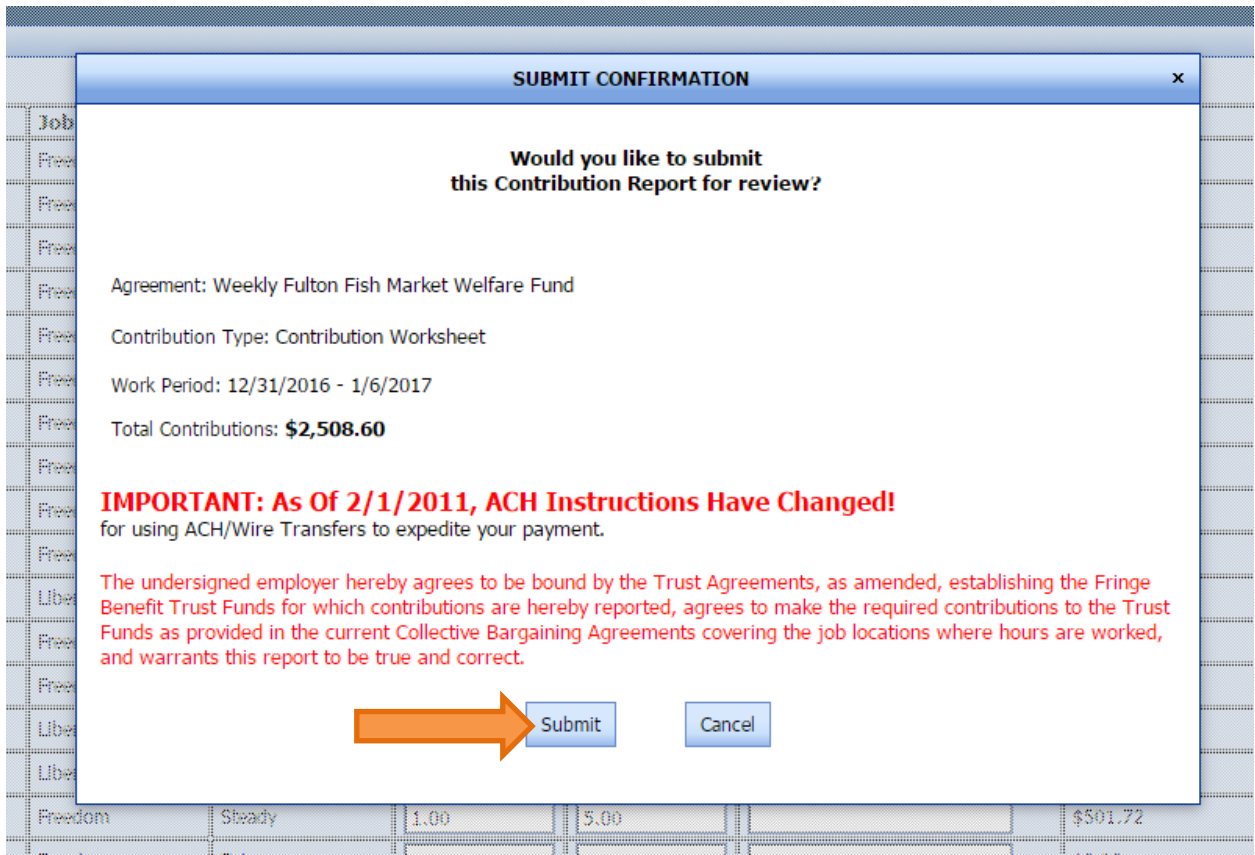 SUBMIT CONFIRMATION x
Would you like to submit
this Contribution Report for review?
Agreement: Weekly Fulton Fish Market Welfare Fund
Contribution Type: Contribution Worksheet
Work Period: 12/31/2016 - 1/6/2017
Total Contributions: $2,508.60
IMPORTANT: As Of 2/1/2011, ACH Instructions Have Changed!
for using ACH/Wire Transfers to expedite your payment.
The undersigned employer hereby agrees to be bound by the Trust Agreements, as amended, establishing the Fringe
Benefit Trust Funds for which contributions are hereby reported, agrees to make the required contributions to the Trust
Funds as provided in the current Collective Bargaining Agreements covering the job locations where hours are worked,
and warrants this report to be true and correct.
Submit Cancel
Job
Freedom Steady 1.00 5.00 $501.72